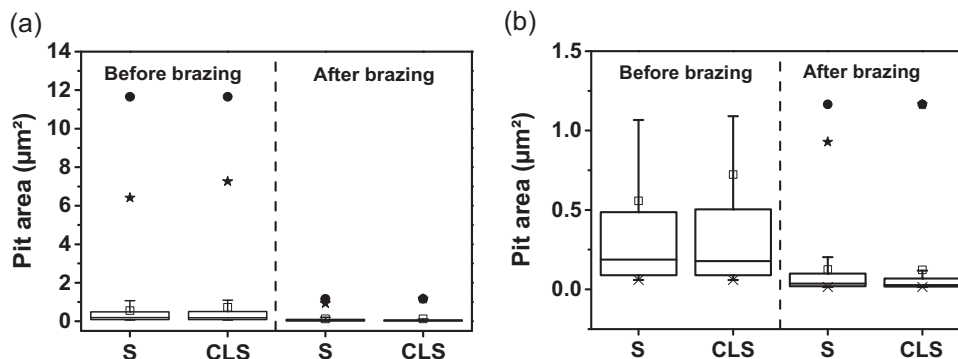 (a)
Pit area (µm²)
14
12
10
8
6
4
2
0
Before brazing
After brazing
S
CLS
S
CLS
(b)
Pit area (µm²)
1.5
1.0
0.5
0.0
Before brazing
After brazing
S
CLS
S
CLS